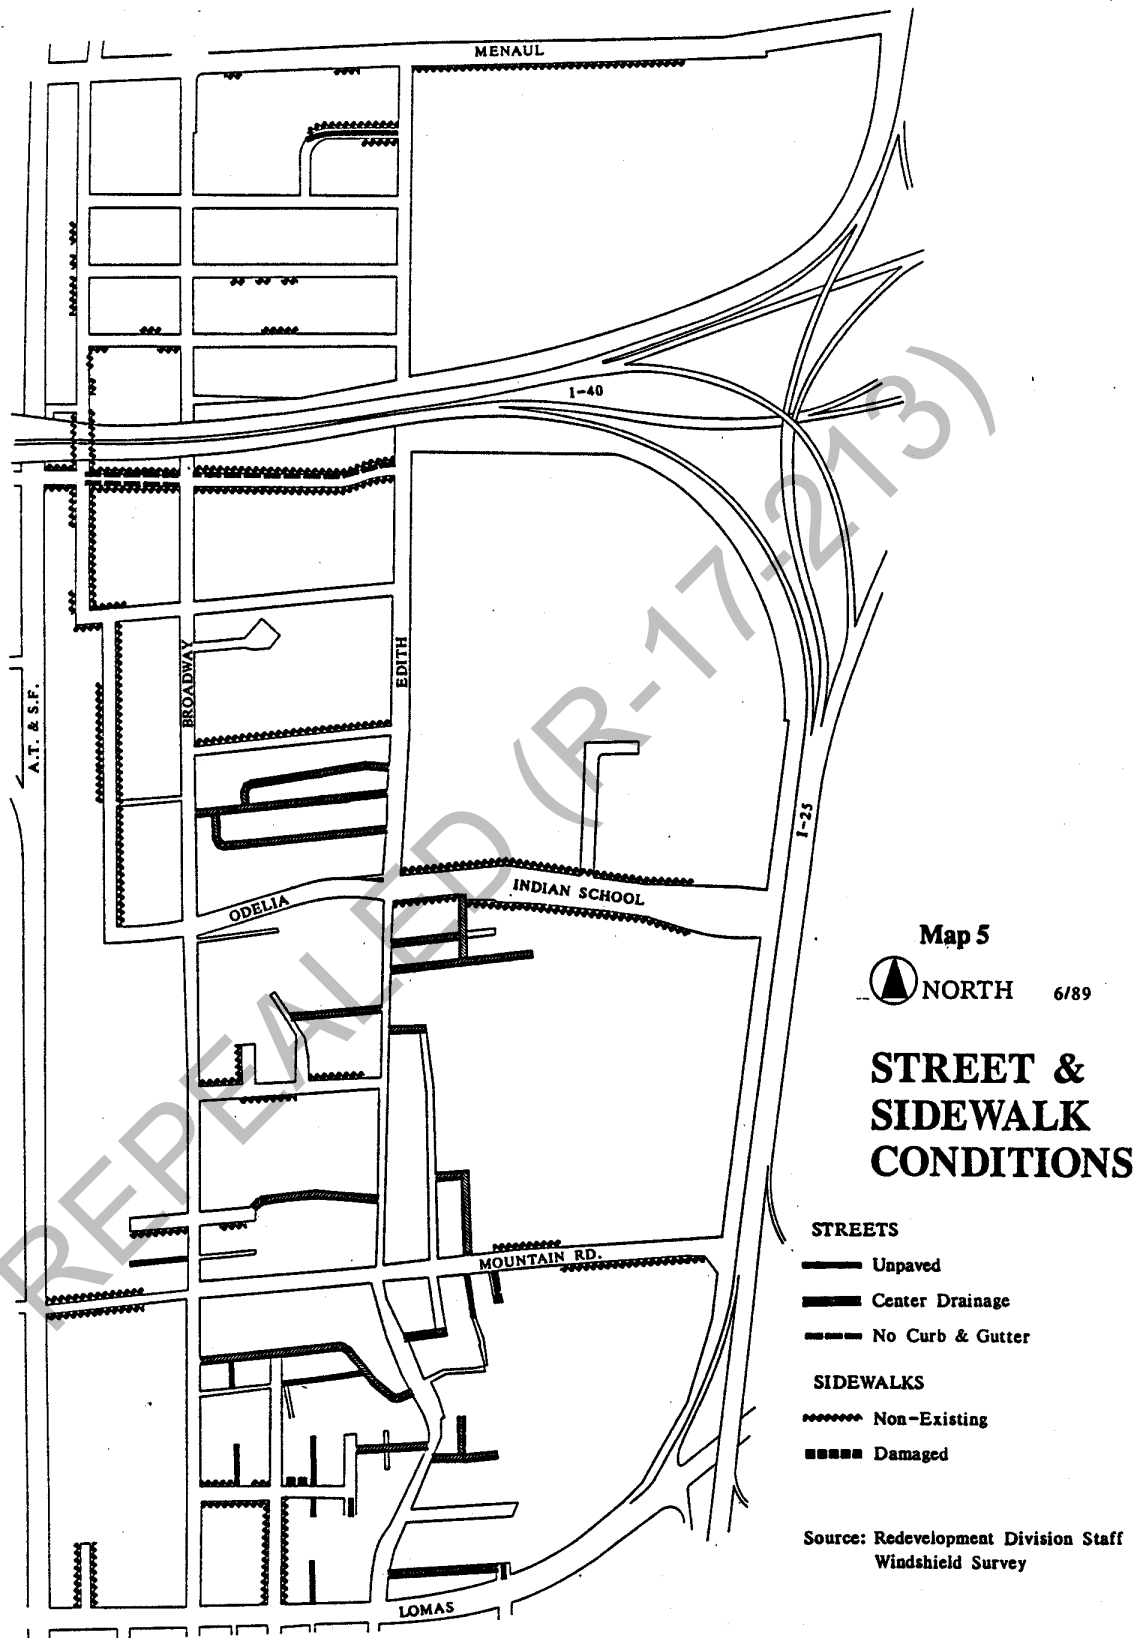 MENAUL
I-40
BROADWAY
EDITH
A.T. & S.F.
I-25
ODELIA
INDIAN SCHOOL
MOUNTAIN RD.
LOMAS
REPEALED (R-17-213)
Map 5
NORTH 6/89
STREET &
SIDEWALK
CONDITIONS
STREETS
Unpaved
Center Drainage
No Curb & Gutter
SIDEWALKS
Non-Existing
Damaged
Source: Redevelopment Division Staff
Windshield Survey